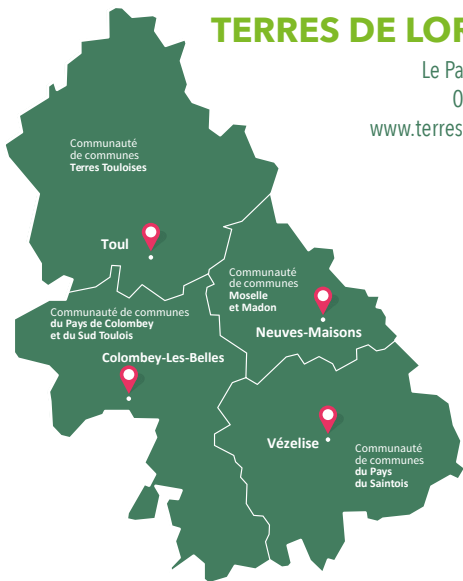 TERRES DE LOR
Le Pa
0
www.terres
Communauté
de communes
Terres Touloises
Toul
Communauté
de communes
Moselle
et Madon
Neuves-Maisons
Communauté de communes
du Pays de Colombey
et du Sud Toulois
Colombey-Les-Belles
Vézelise
Communauté
de communes
du Pays
du Saintois